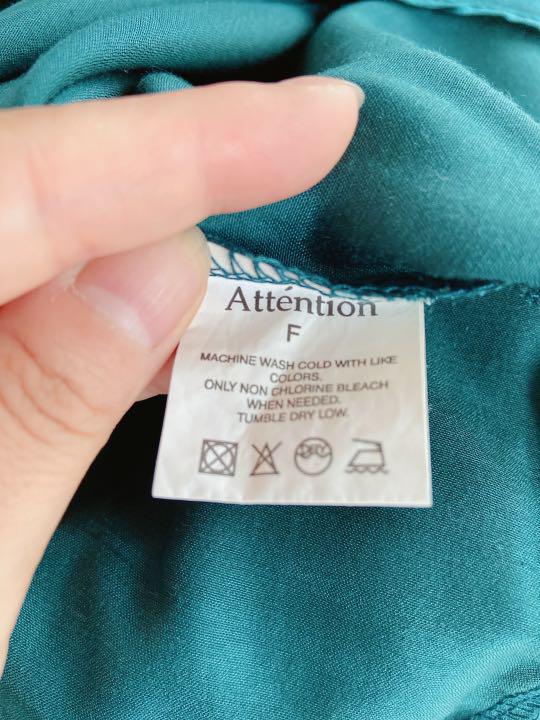 Atténtion
F
MACHINE WASH COLD WITH LIKE
COLORS.
ONLY NON CHLORINE BLEACH
WHEN NEEDED.
TUMBLE DRY LOW.